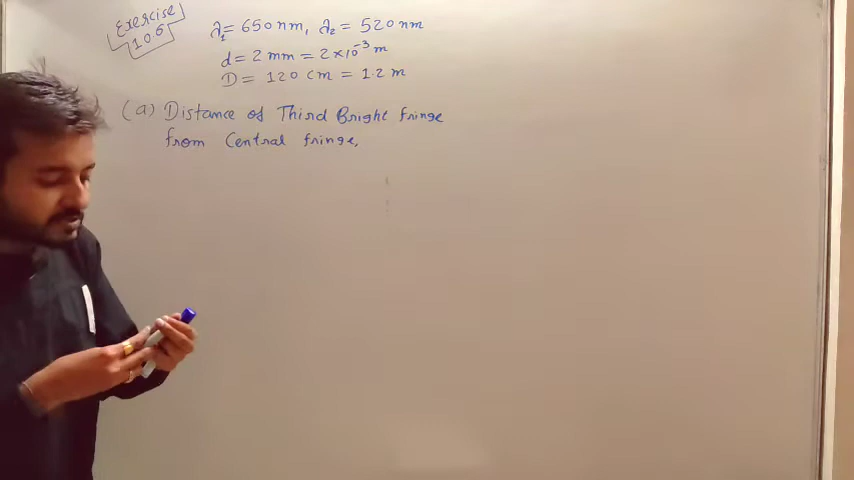 Exercise
10.6
λ₁ = 650 nm, λ₂ = 520 nm
d = 2 mm = 2×10⁻³ m
D = 120 cm = 1.2 m
(a) Distance of Third Bright fringe
from Central fringe,